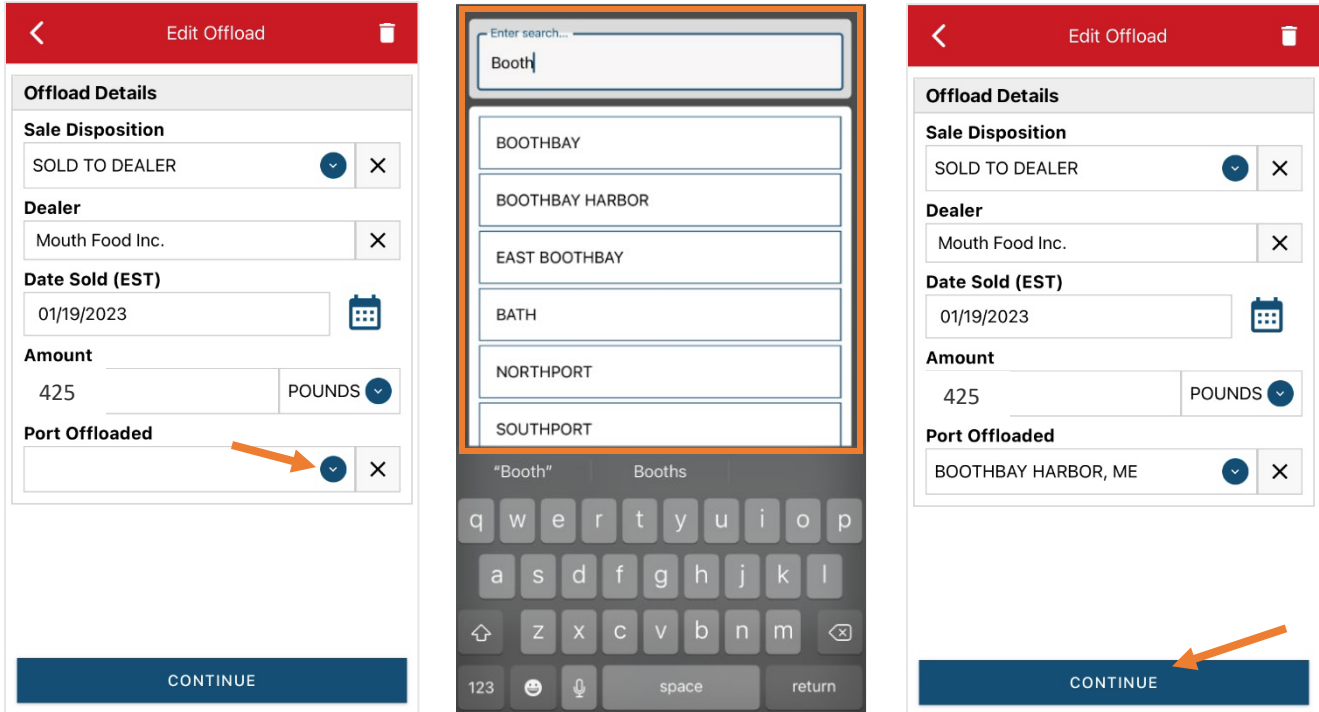 Edit Offload
Offload Details
Sale Disposition
SOLD TO DEALER
Dealer
Mouth Food Inc.
Date Sold (EST)
01/19/2023
Amount
425 POUNDS
Port Offloaded
CONTINUE
Enter search...
Booth
BOOTHBAY
BOOTHBAY HARBOR
EAST BOOTHBAY
BATH
NORTHPORT
SOUTHPORT
"Booth" Booths
q w e r t y u i o p
a s d f g h j k l
z x c v b n m
123 space return
Edit Offload
Offload Details
Sale Disposition
SOLD TO DEALER
Dealer
Mouth Food Inc.
Date Sold (EST)
01/19/2023
Amount
425 POUNDS
Port Offloaded
BOOTHBAY HARBOR, ME
CONTINUE